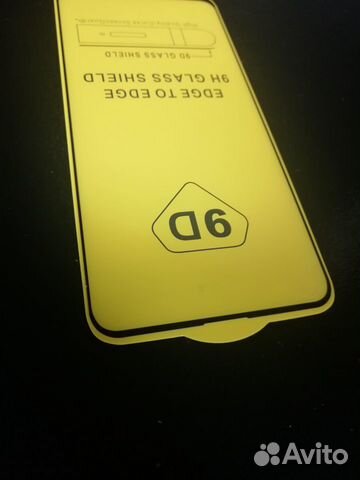 9D
EDGE TO EDGE
9H GLASS SHIELD
9D GLASS SHIELD
Avito